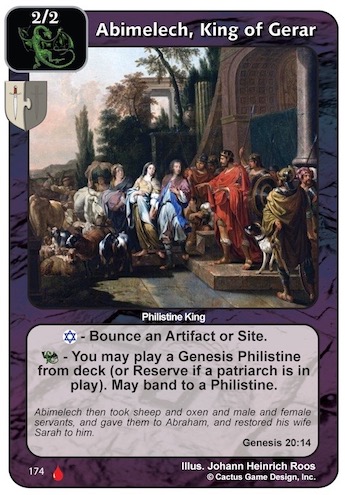 2/2
Abimelech, King of Gerar
Philistine King
- Bounce an Artifact or Site.
- You may play a Genesis Philistine
from deck (or Reserve if a patriarch is in
play). May band to a Philistine.
Abimelech then took sheep and oxen and male and female
servants, and gave them to Abraham, and restored his wife
Sarah to him.
Genesis 20:14
174
Illus. Johann Heinrich Roos
© Cactus Game Design, Inc.